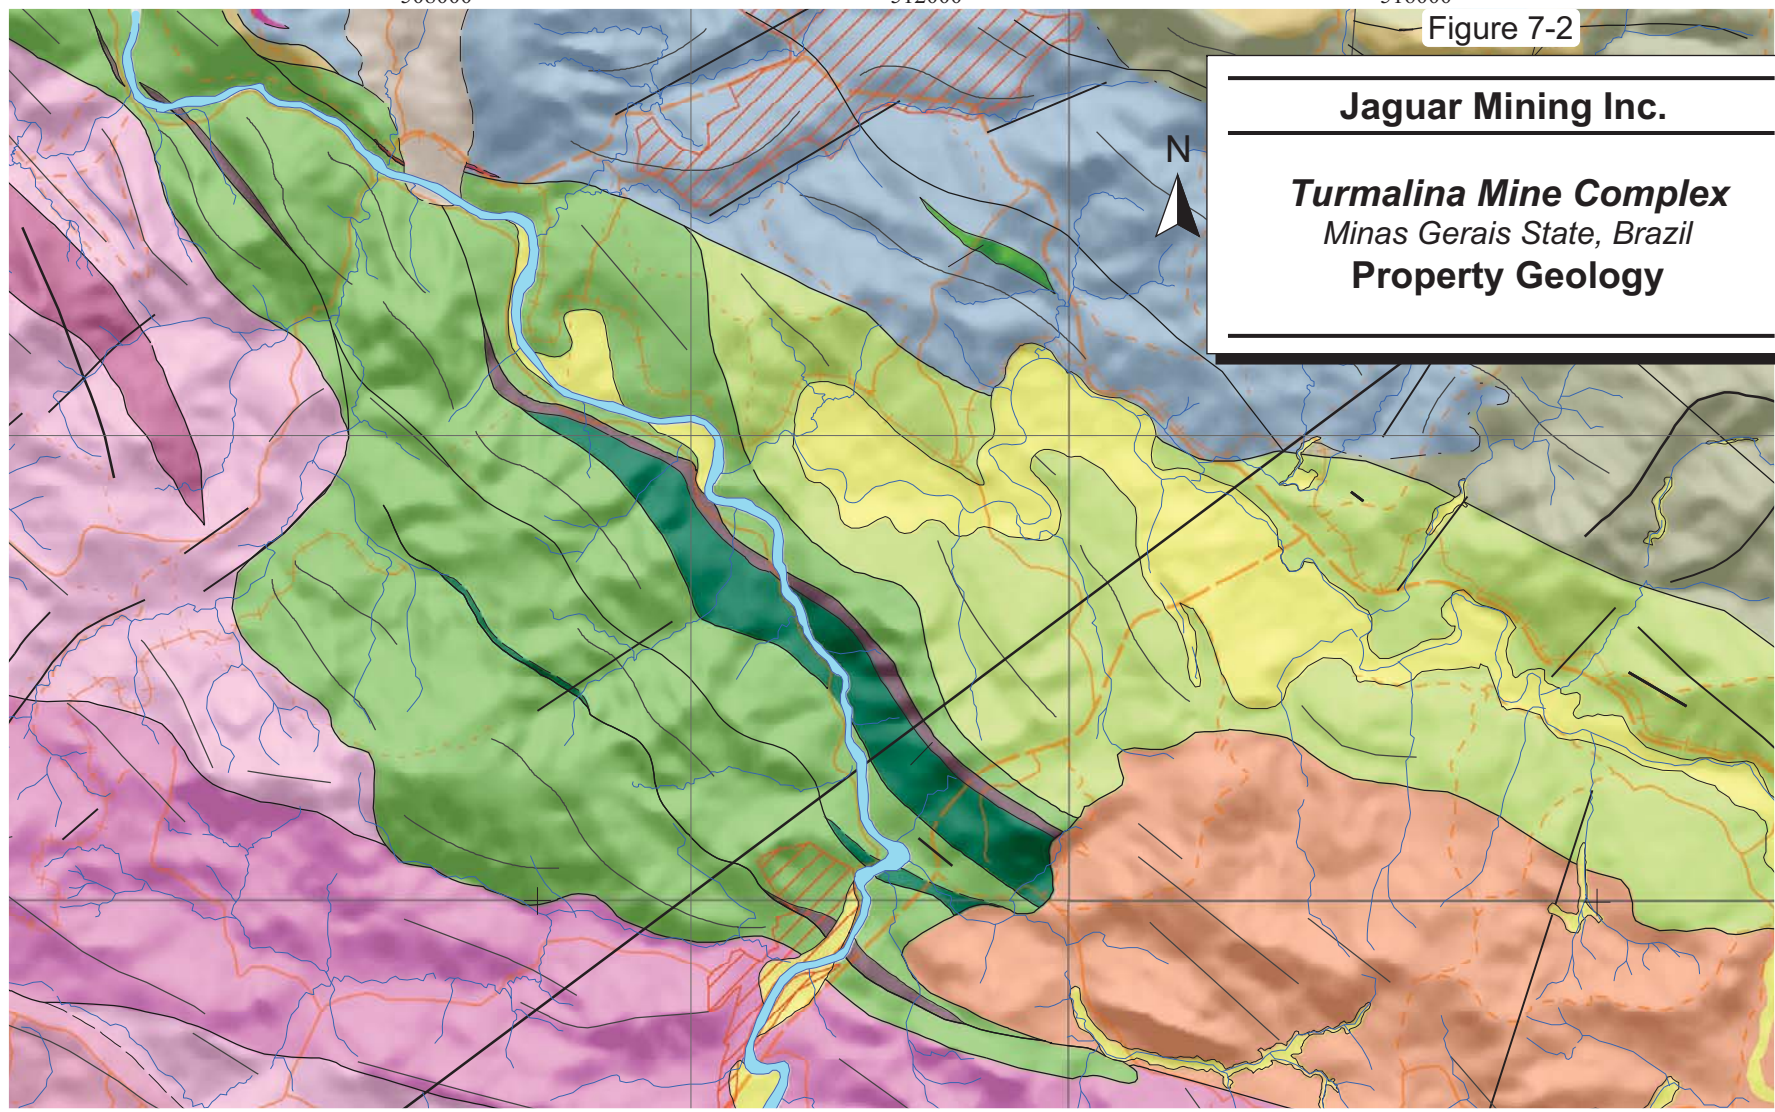 Figure 7-2
Jaguar Mining Inc.
N
Turmalina Mine Complex
Minas Gerais State, Brazil
Property Geology